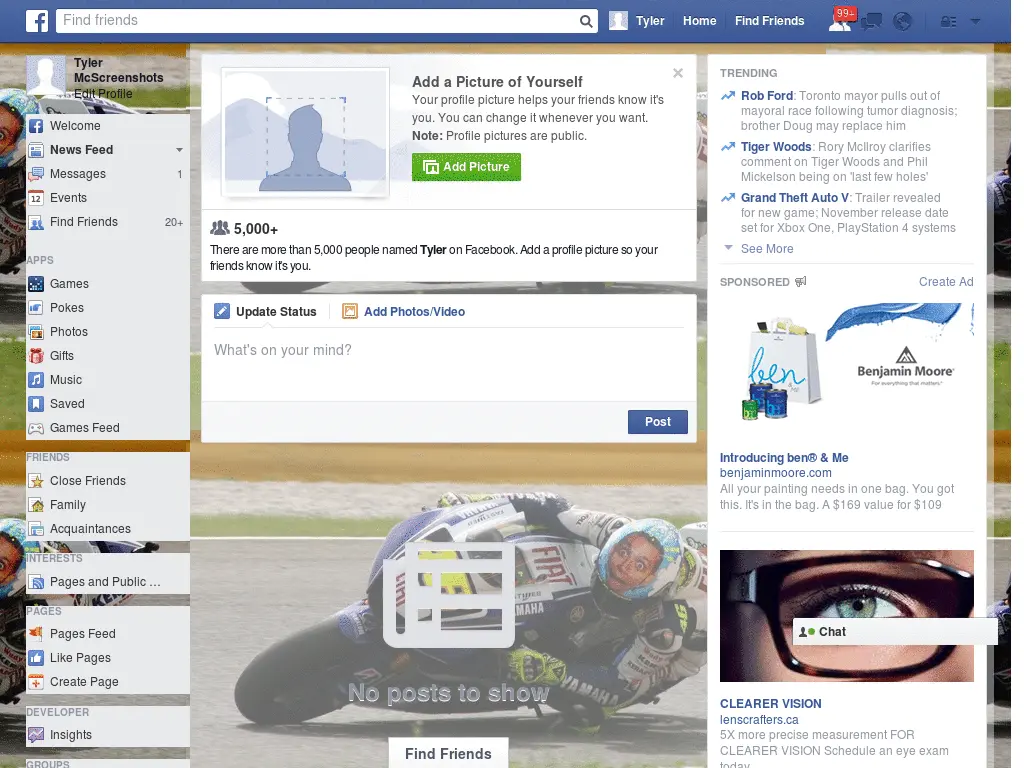 Find friends
Tyler
Home
Find Friends
99+
Tyler
McScreenshots
Edit Profile
Welcome
News Feed
Messages 1
Events
Find Friends 20+
APPS
Games
Pokes
Photos
Gifts
Music
Saved
Games Feed
FRIENDS
Close Friends
Family
Acquaintances
INTERESTS
Pages and Public ...
PAGES
Pages Feed
Like Pages
Create Page
DEVELOPER
Insights
GROUPS
Add a Picture of Yourself
Your profile picture helps your friends know it's
you. You can change it whenever you want.
Note: Profile pictures are public.
Add Picture
5,000+
There are more than 5,000 people named Tyler on Facebook. Add a profile picture so your
friends know it's you.
Update Status
Add Photos/Video
What's on your mind?
Post
FIAT
YAMAHA
YAMAHA
No posts to show
Find Friends
TRENDING
Rob Ford: Toronto mayor pulls out of
mayoral race following tumor diagnosis;
brother Doug may replace him
Tiger Woods: Rory McIlroy clarifies
comment on Tiger Woods and Phil
Mickelson being on 'last few holes'
Grand Theft Auto V: Trailer revealed
for new game; November release date
set for Xbox One, PlayStation 4 systems
See More
SPONSORED
Create Ad
ben
Benjamin Moore®
For everything that matters.™
Introducing ben® & Me
benjaminmoore.com
All your painting needs in one bag. You got
this. It's in the bag. A $169 value for $109
Chat
CLEARER VISION
lenscrafters.ca
5X more precise measurement FOR
CLEARER VISION Schedule an eye exam
today